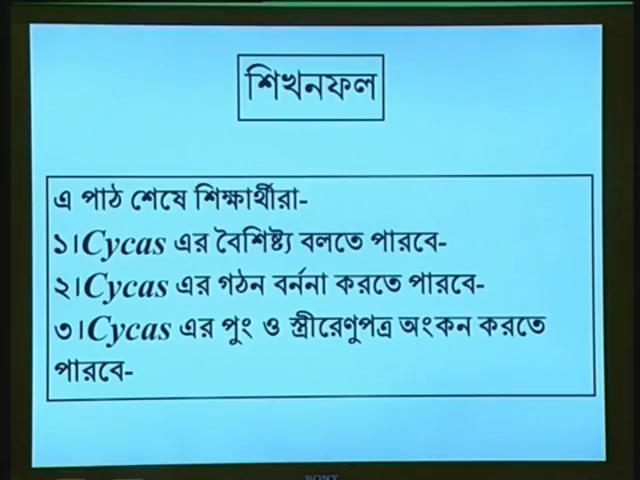 শিখনফল
এ পাঠ শেষে শিক্ষার্থীরা-
১।Cycas এর বৈশিষ্ট্য বলতে পারবে-
২।Cycas এর গঠন বর্ননা করতে পারবে-
৩।Cycas এর পুং ও স্ত্রীরেণুপত্র অংকন করতে
পারবে-
SONY